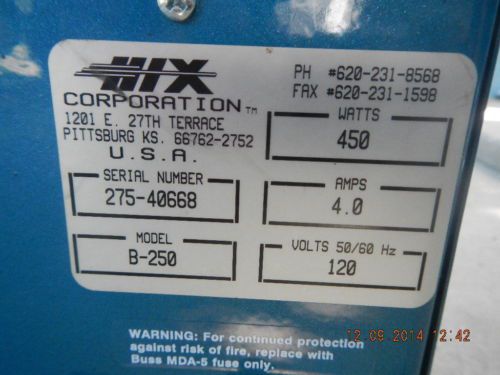 HIX
CORPORATION™
1201 E. 27TH TERRACE
PITTSBURG KS. 66762-2752
U.S.A.
PH #620-231-8568
FAX #620-231-1598
WATTS
450
SERIAL NUMBER
275-40668
AMPS
4.0
MODEL
B-250
VOLTS 50/60 Hz
120
WARNING: For continued protection
against risk of fire, replace with
Buss MDA-5 fuse only.
12.09.2014 12:42